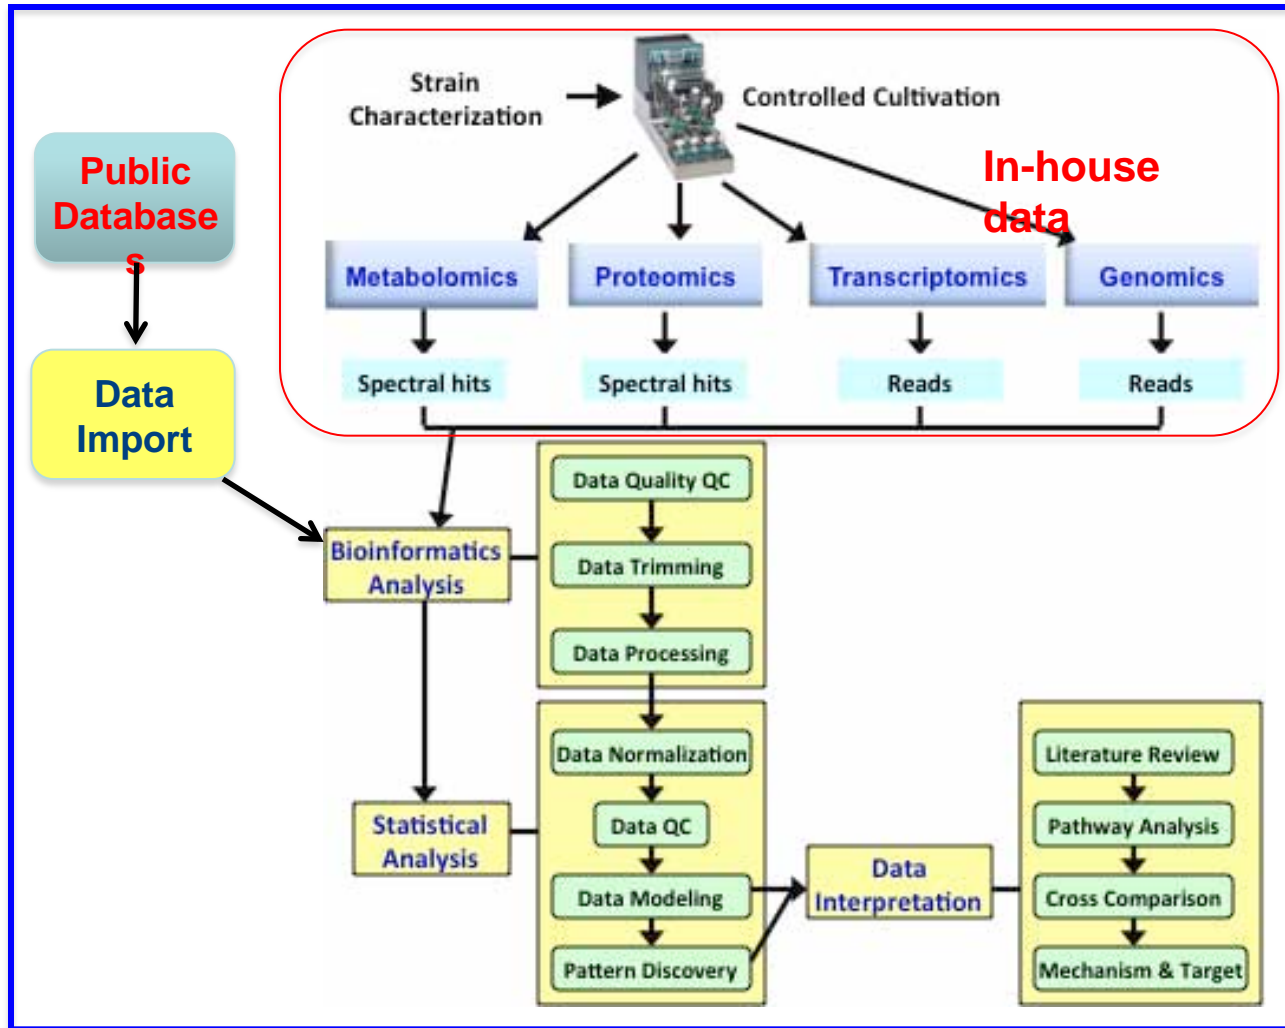 Strain
Characterization
Controlled Cultivation
In-house
data
Public
Database
s
Metabolomics
Proteomics
Transcriptomics
Genomics
Spectral hits
Spectral hits
Reads
Reads
Data
Import
Data Quality QC
Bioinformatics
Analysis
Data Trimming
Data Processing
Data Normalization
Literature Review
Statistical
Analysis
Data QC
Pathway Analysis
Data
Interpretation
Data Modeling
Cross Comparison
Pattern Discovery
Mechanism & Target